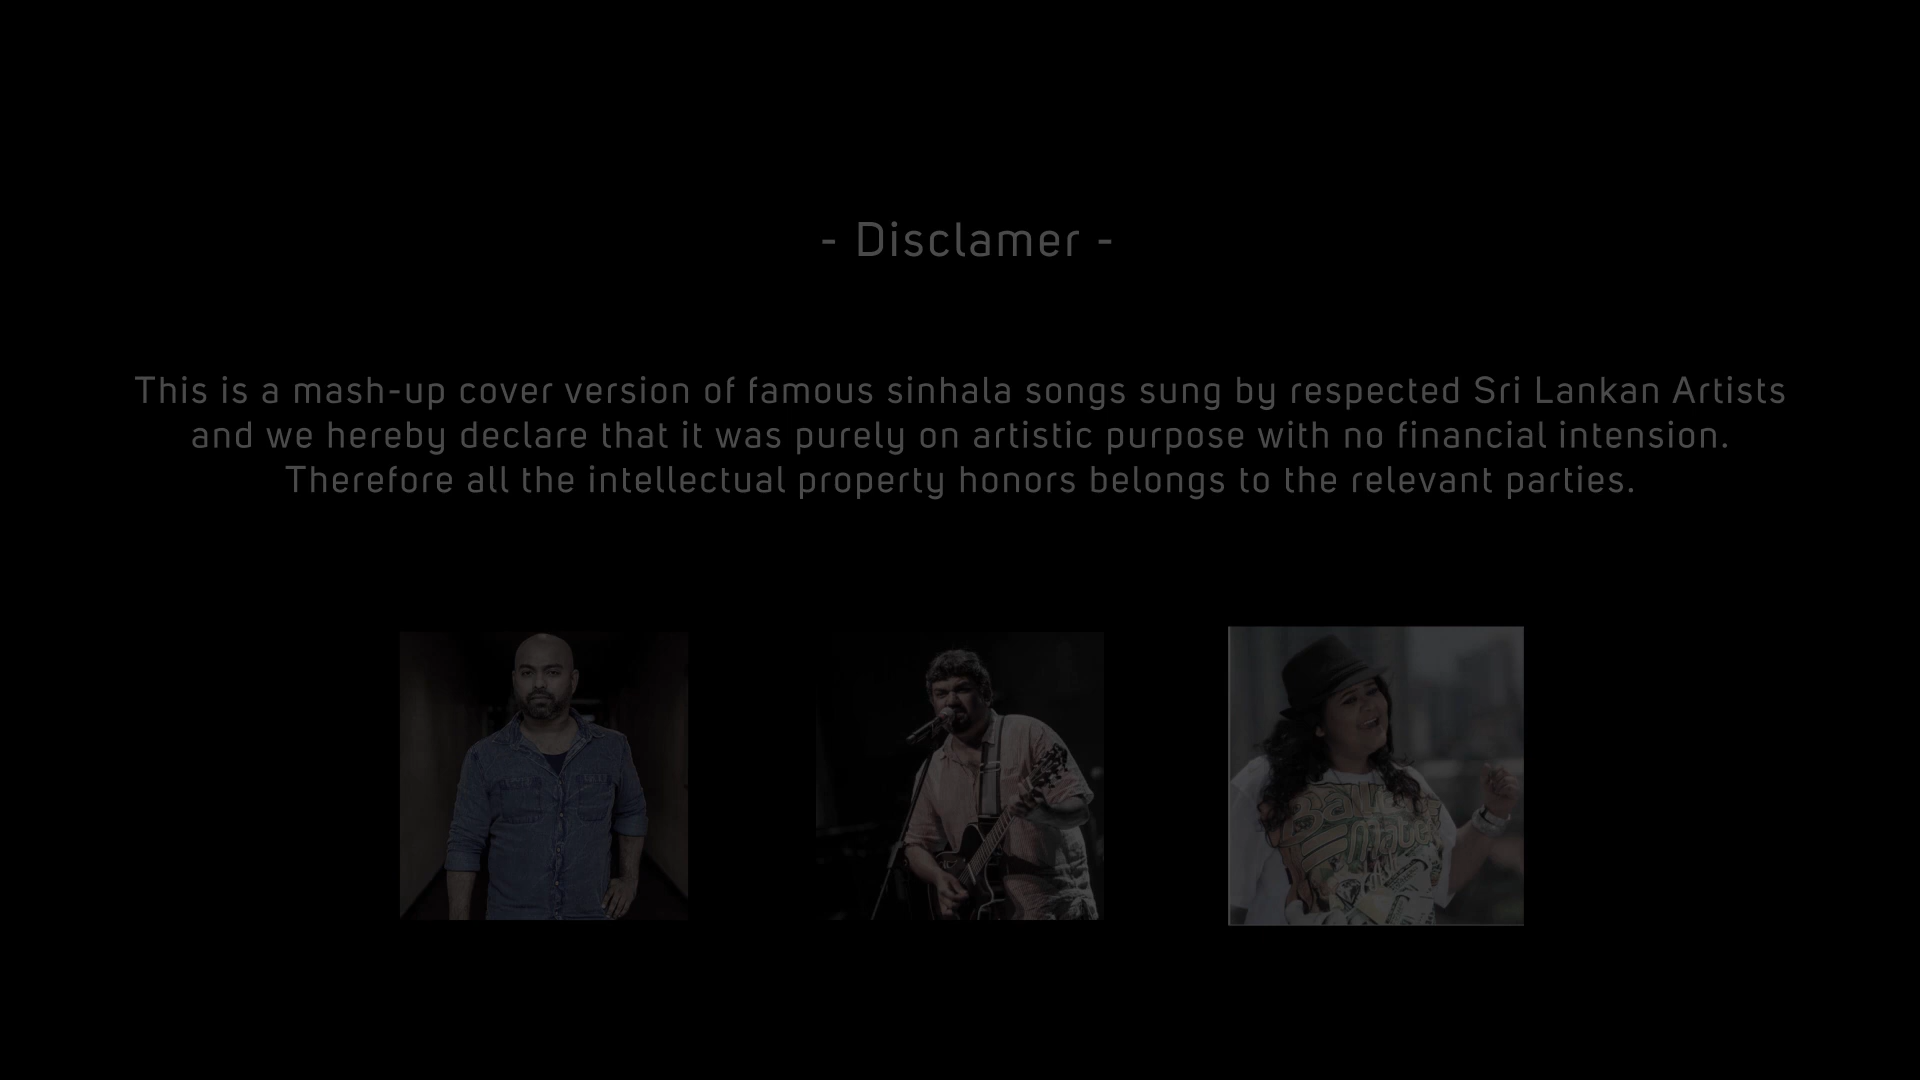 - Disclamer -
This is a mash-up cover version of famous sinhala songs sung by respected Sri Lankan Artists
and we hereby declare that it was purely on artistic purpose with no financial intension.
Therefore all the intellectual property honors belongs to the relevant parties.